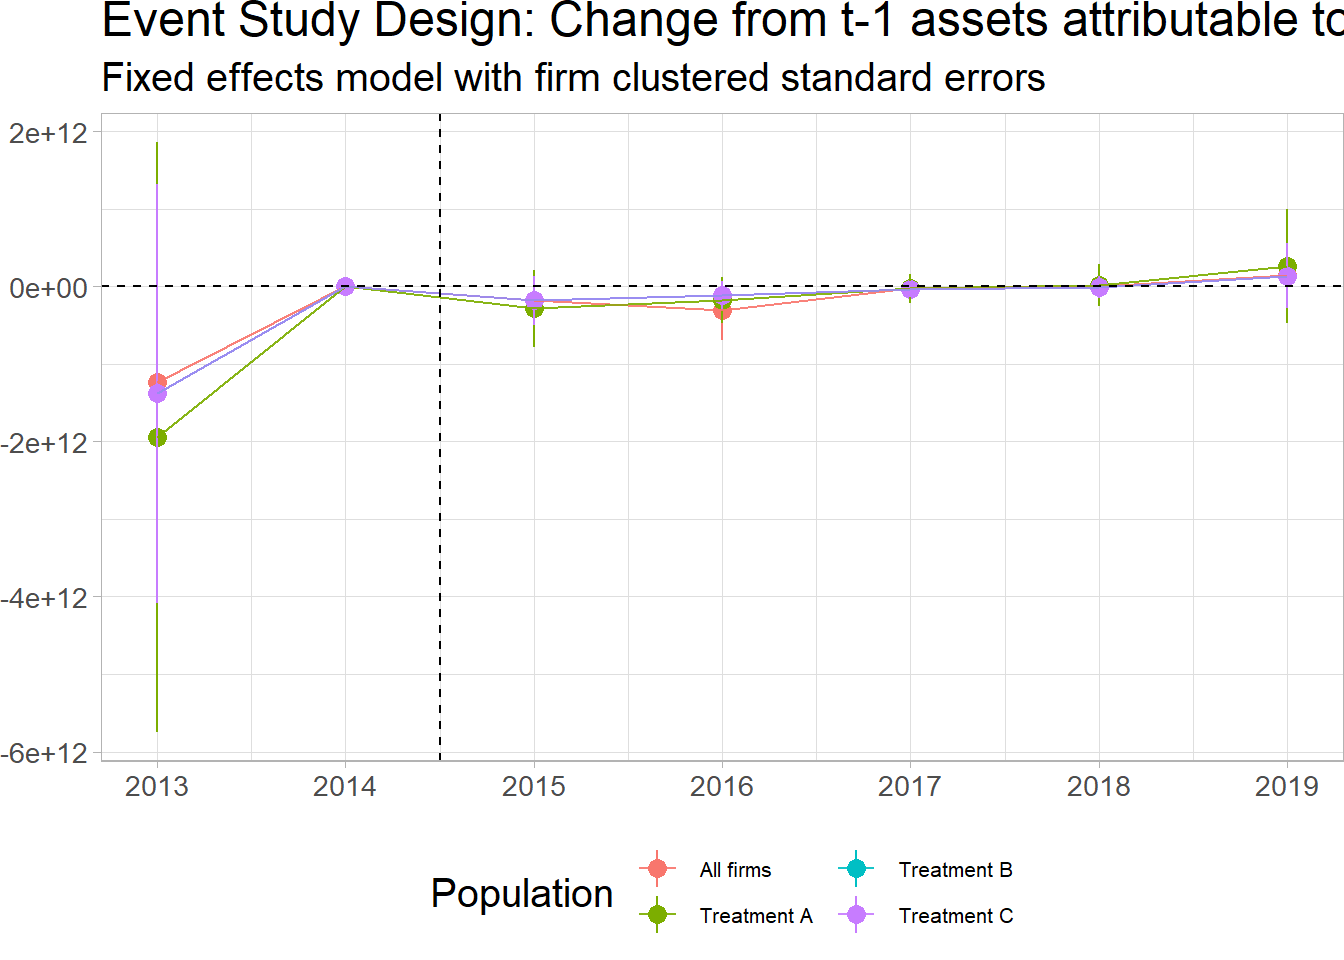 Event Study Design: Change from t-1 assets attributable to
Fixed effects model with firm clustered standard errors
2e+12
0e+00
-2e+12
-4e+12
-6e+12
2013 2014 2015 2016 2017 2018 2019
Population
All firms
Treatment A
Treatment B
Treatment C